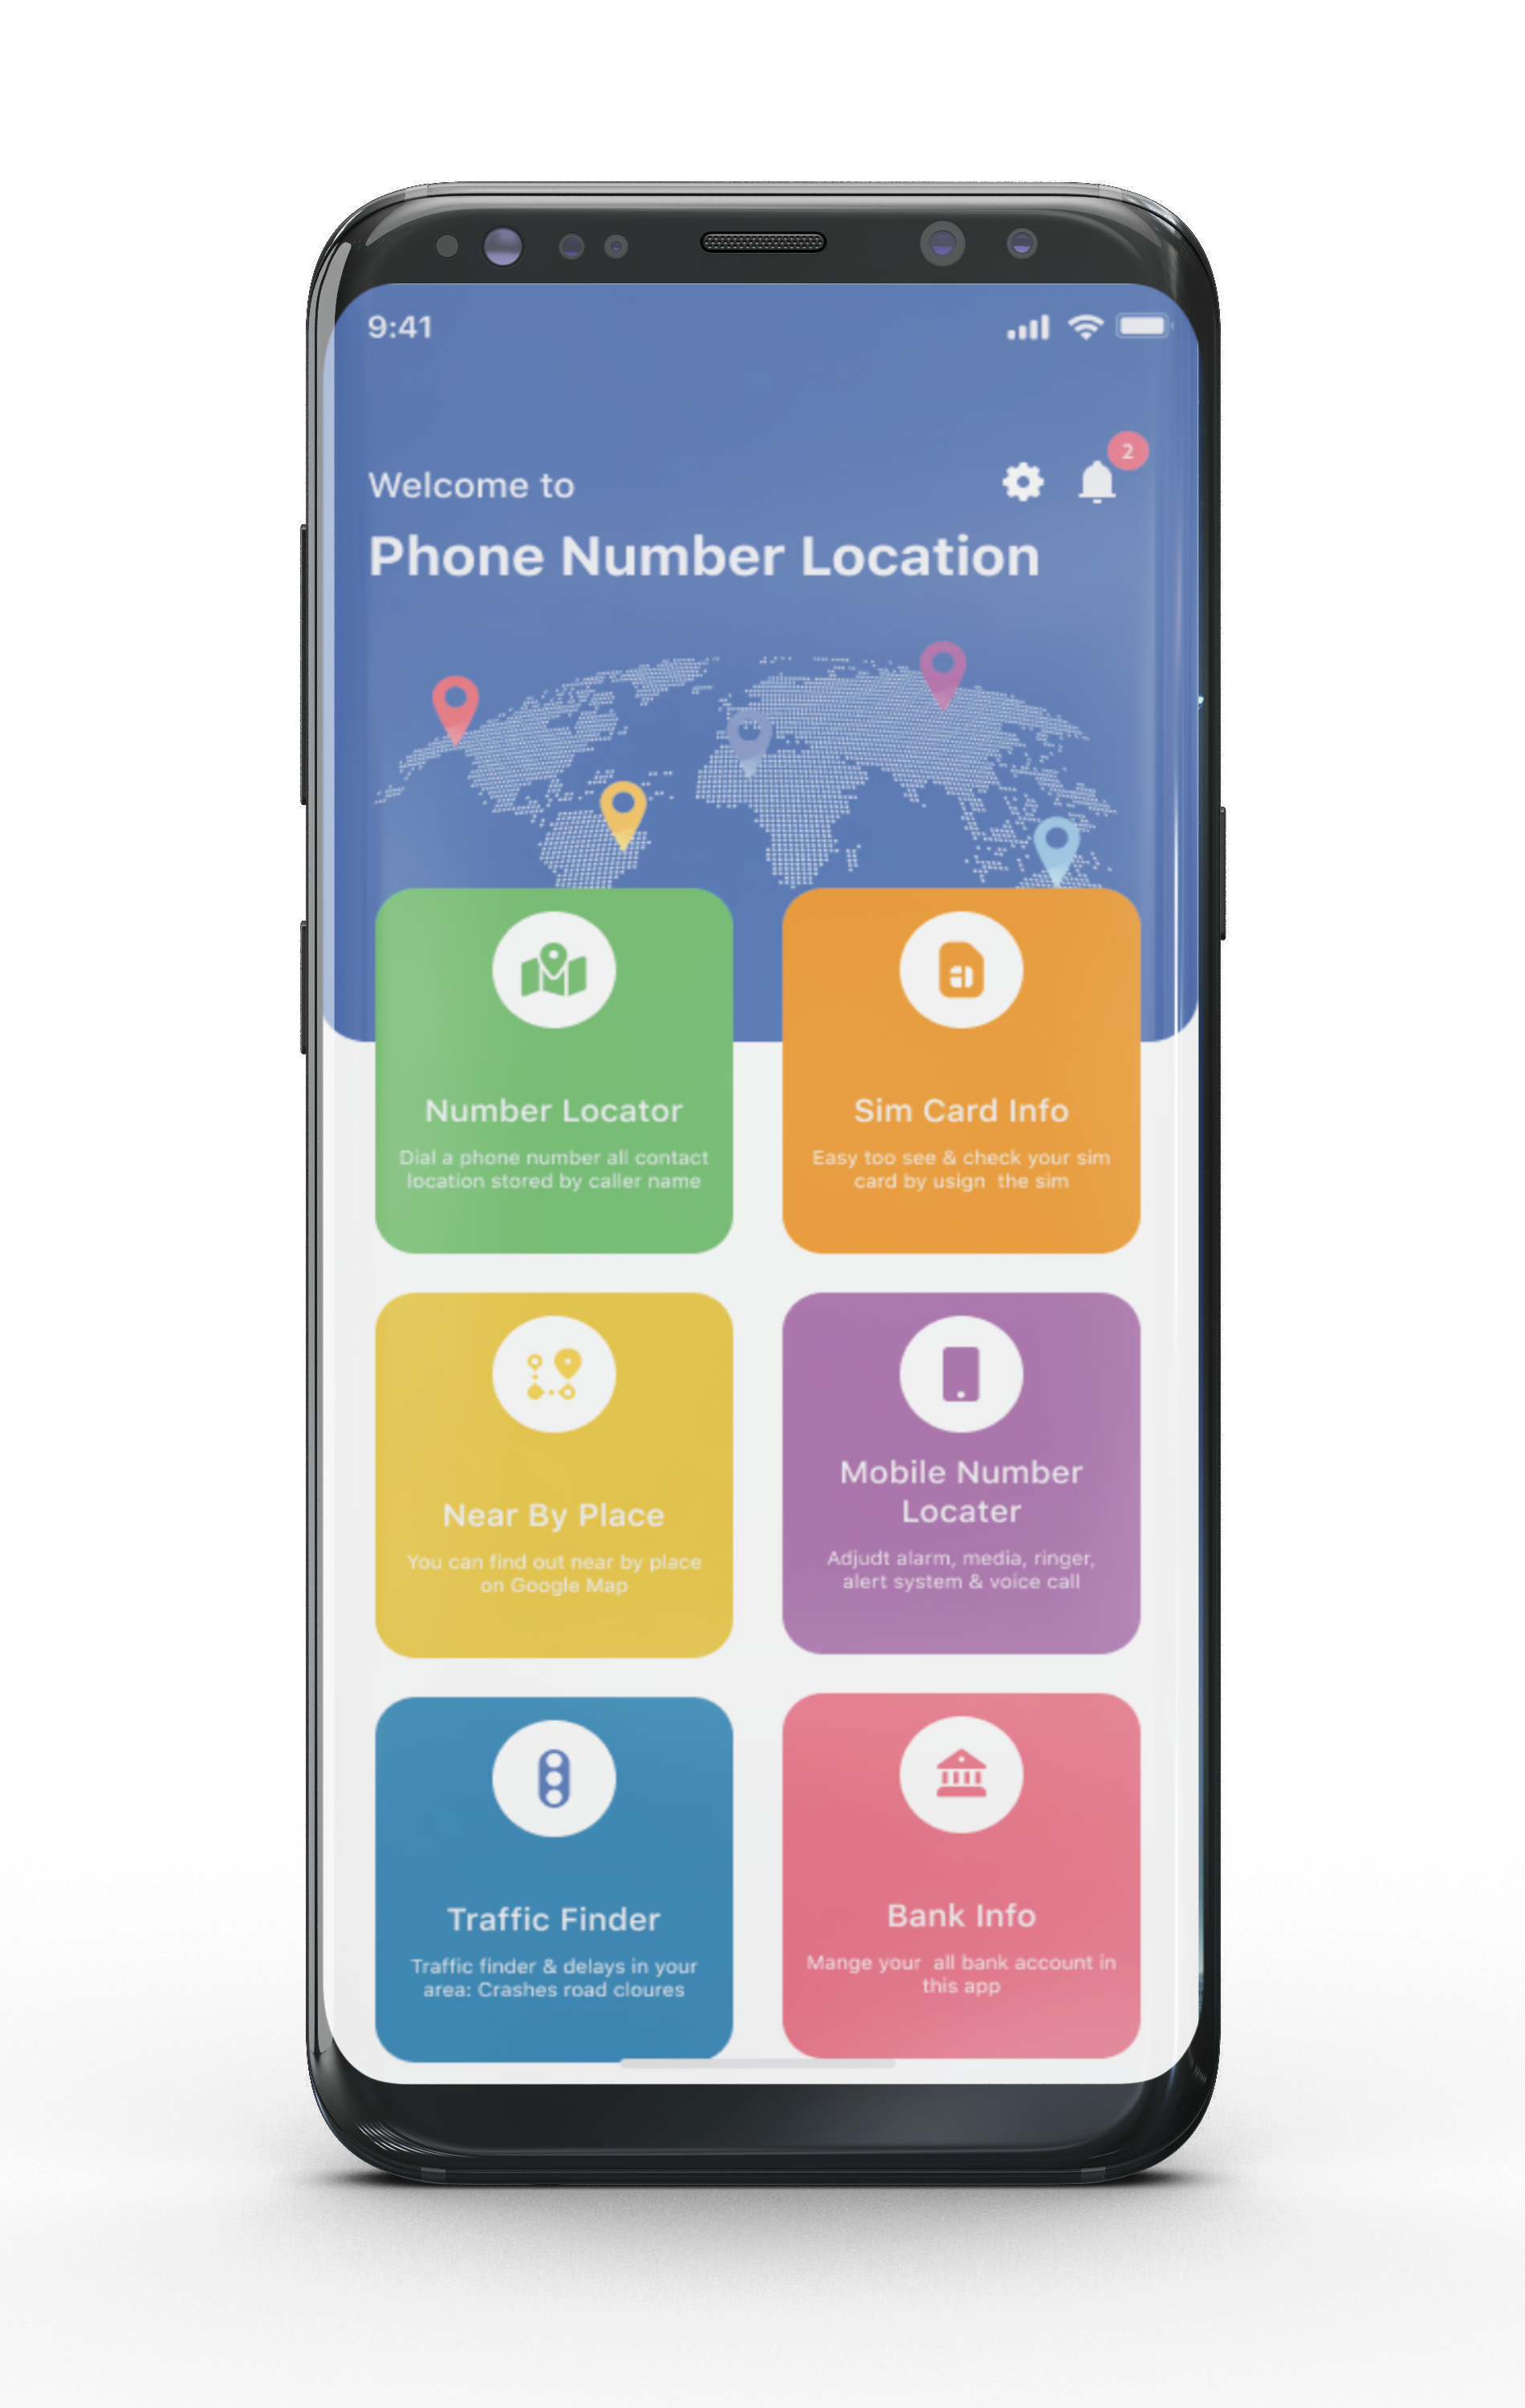 9:41
2
Welcome to
Phone Number Location
Number Locator
Dial a phone number all contact
location stored by caller name
Sim Card Info
Easy too see & check your sim
card by usign the sim
Near By Place
You can find out near by place
on Google Map
Mobile Number
Locater
Adjudt alarm, media, ringer,
alert system & voice call
Traffic Finder
Traffic finder & delays in your
area: Crashes road cloures
Bank Info
Mange your all bank account in
this app